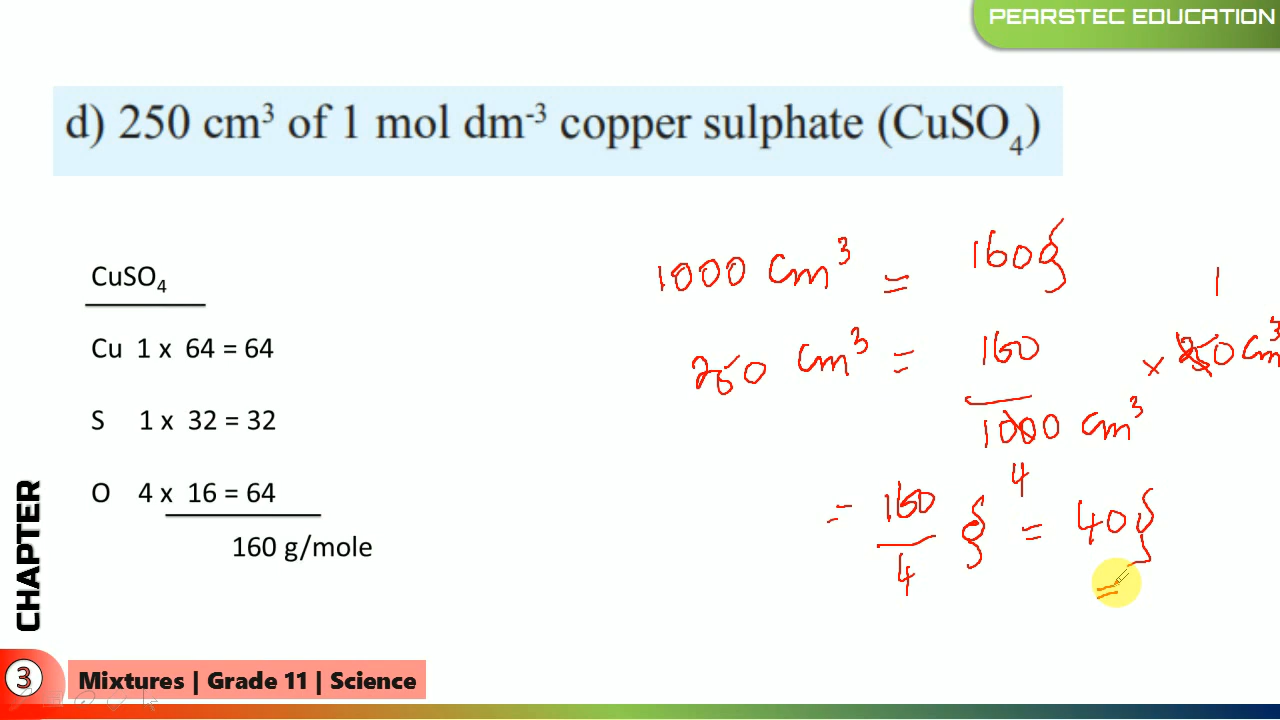 PEARSTEC EDUCATION
d) 250 cm³ of 1 mol dm⁻³ copper sulphate (CuSO₄)
CuSO₄
Cu 1 x 64 = 64
S 1 x 32 = 32
O 4 x 16 = 64
160 g/mole
1000 cm³ = 160g
250 cm³ = 160 / 1000 cm³ × 250 cm³
1
4
= 160 / 4 g = 40g
CHAPTER
3
Mixtures | Grade 11 | Science